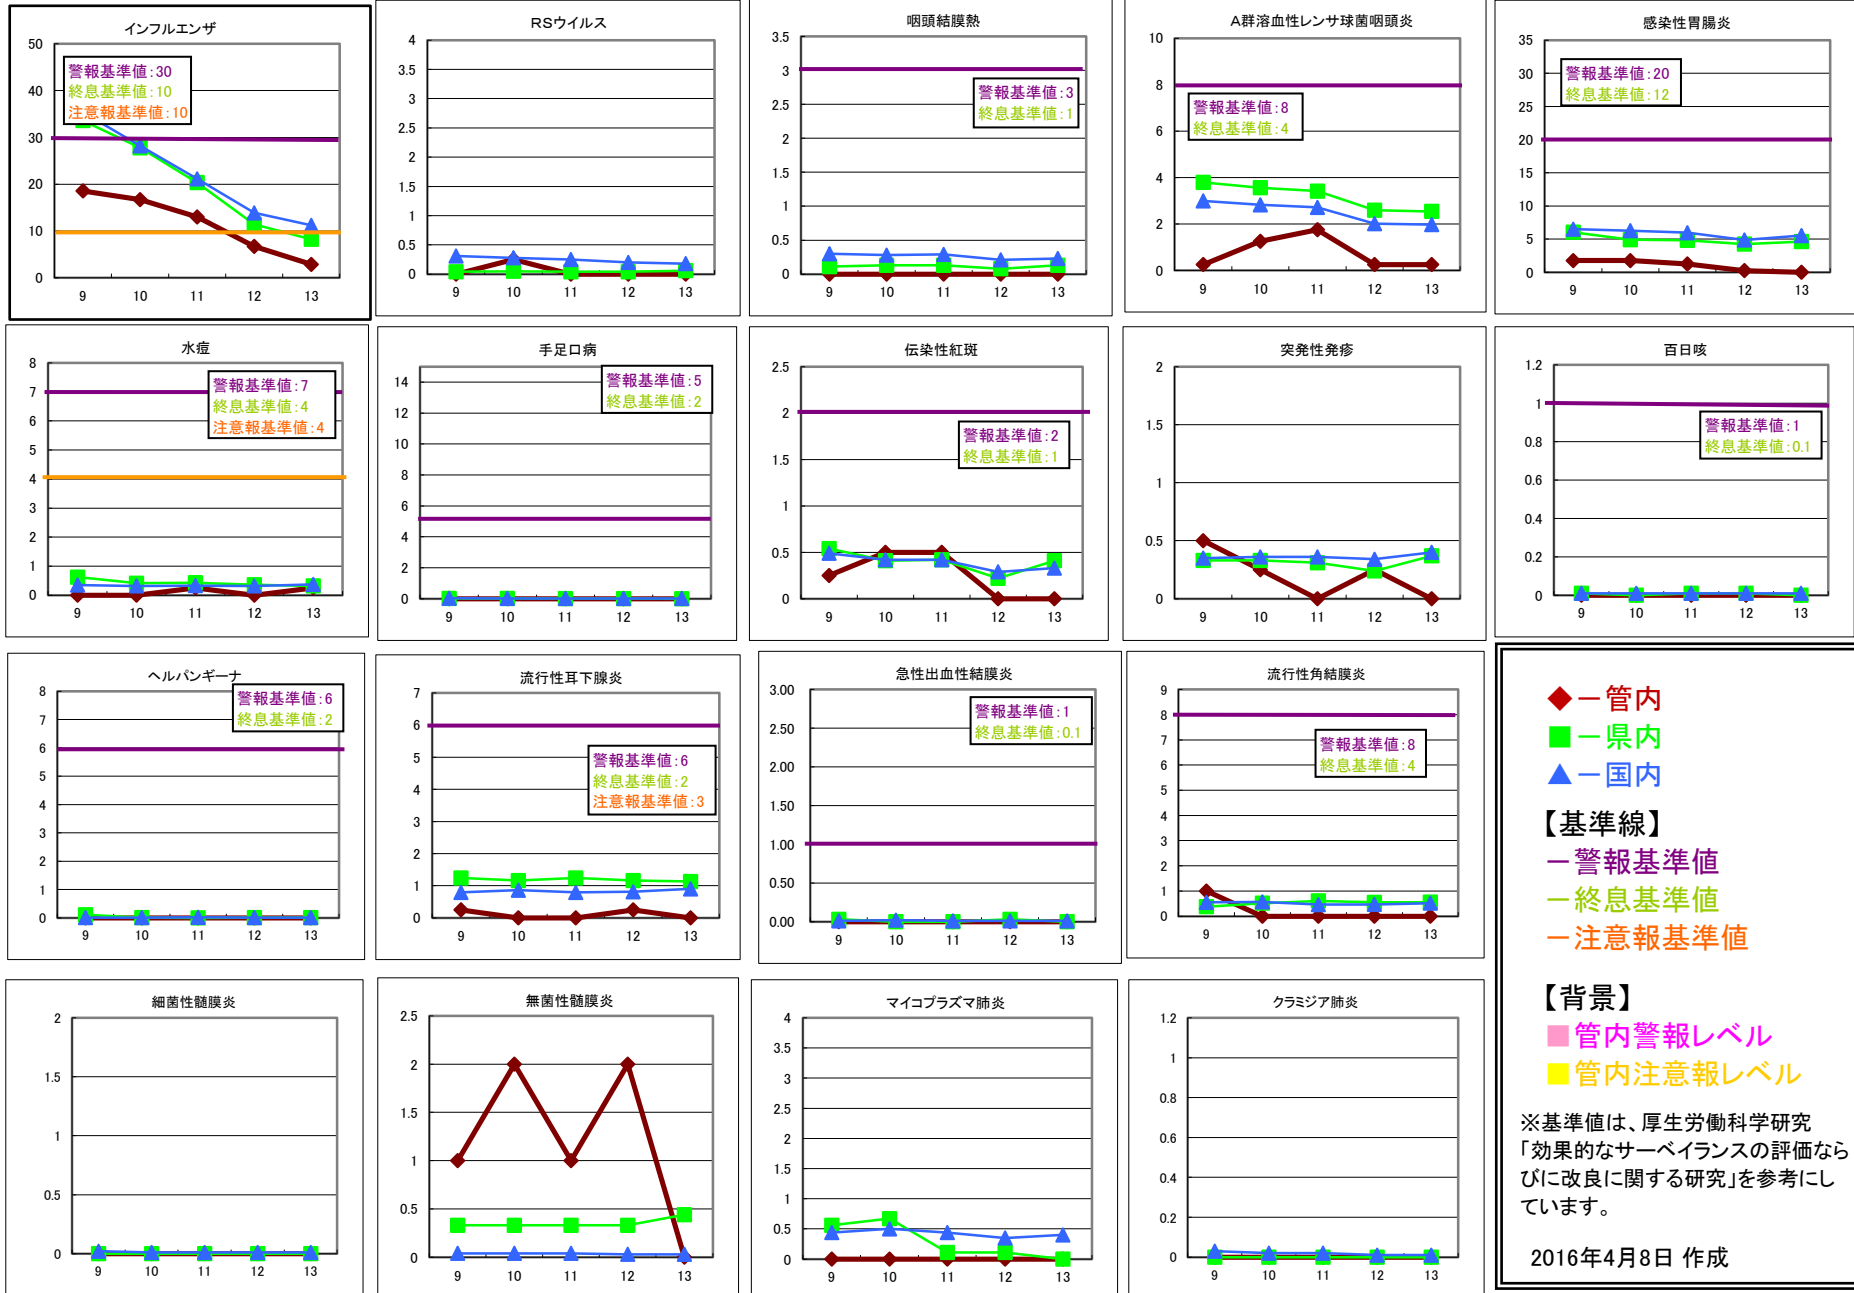 インフルエンザ
50
40
30
20
10
0
警報基準値:30
終息基準値:10
注意報基準値:10
9 10 11 12 13
RSウイルス
4
3.5
3
2.5
2
1.5
1
0.5
0
9 10 11 12 13
咽頭結膜熱
3.5
3
2.5
2
1.5
1
0.5
0
警報基準値:3
終息基準値:1
9 10 11 12 13
A群溶血性レンサ球菌咽頭炎
10
8
6
4
2
0
警報基準値:8
終息基準値:4
9 10 11 12 13
感染性胃腸炎
35
30
25
20
15
10
5
0
警報基準値:20
終息基準値:12
9 10 11 12 13
水痘
8
7
6
5
4
3
2
1
0
警報基準値:7
終息基準値:4
注意報基準値:4
9 10 11 12 13
手足口病
14
12
10
8
6
4
2
0
警報基準値:5
終息基準値:2
9 10 11 12 13
伝染性紅斑
2.5
2
1.5
1
0.5
0
警報基準値:2
終息基準値:1
9 10 11 12 13
突発性発疹
2
1.5
1
0.5
0
9 10 11 12 13
百日咳
1.2
1
0.8
0.6
0.4
0.2
0
警報基準値:1
終息基準値:0.1
9 10 11 12 13
ヘルパンギーナ
8
7
6
5
4
3
2
1
0
警報基準値:6
終息基準値:2
9 10 11 12 13
流行性耳下腺炎
7
6
5
4
3
2
1
0
警報基準値:6
終息基準値:2
注意報基準値:3
9 10 11 12 13
急性出血性結膜炎
3.00
2.50
2.00
1.50
1.00
0.50
0.00
警報基準値:1
終息基準値:0.1
9 10 11 12 13
流行性角結膜炎
9
8
7
6
5
4
3
2
1
0
警報基準値:8
終息基準値:4
9 10 11 12 13
細菌性髄膜炎
2
1.5
1
0.5
0
9 10 11 12 13
無菌性髄膜炎
2.5
2
1.5
1
0.5
0
9 10 11 12 13
マイコプラズマ肺炎
4
3.5
3
2.5
2
1.5
1
0.5
0
9 10 11 12 13
クラミジア肺炎
1.2
1
0.8
0.6
0.4
0.2
0
9 10 11 12 13
◆―管内
■―県内
▲―国内
【基準線】
―警報基準値
―終息基準値
―注意報基準値
【背景】
■管内警報レベル
■管内注意報レベル
※基準値は、厚生労働科学研究
「効果的なサーベイランスの評価なら
びに改良に関する研究」を参考にし
ています。
2016年4月8日 作成